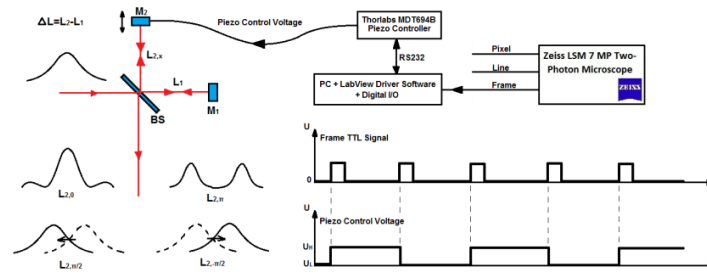 ΔL=L2-L1
M2
Piezo Control Voltage
Thorlabs MDT694B
Piezo Controller
RS232
PC + LabView Driver Software
+ Digital I/O
Pixel
Line
Frame
Zeiss LSM 7 MP Two-
Photon Microscope
ZEISS
L2,x
L1
M1
BS
L2,0
L2,π
L2,π/2
L2,-π/2
U
Frame TTL Signal
0
U
Piezo Control Voltage
UH
UL